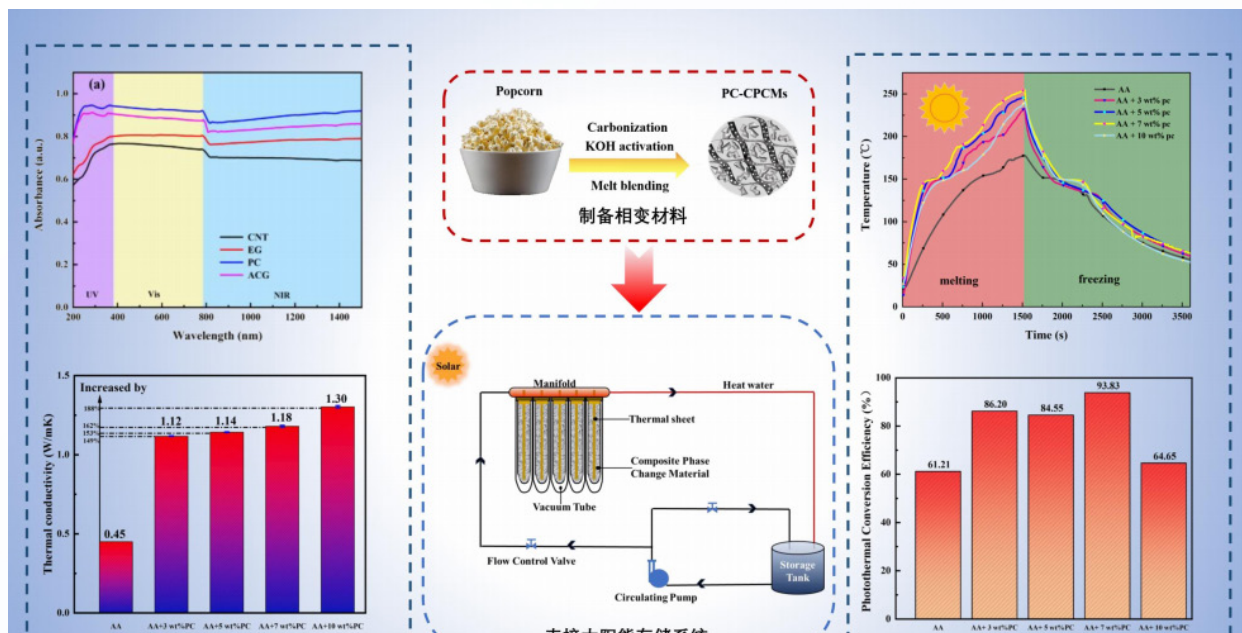 (a)
1.0
0.8
0.6
0.4
0.2
0.0
Absorbance (a.u.)
CNT
EG
PC
ACG
UV
Vis
NIR
200
400
600
800
1000
1200
1400
Wavelength (nm)
Increased by
1.5
1.0
0.5
0.0
Thermal conductivity (W/mK)
188%
162%
153%
149%
0.45
1.12
1.14
1.18
1.30
AA
AA+3 wt%PC
AA+5 wt%PC
AA+7 wt%PC
AA+10 wt%PC
Popcorn
PC-CPCMs
Carbonization
KOH activation
Melt blending
制备相变材料
Solar
Manifold
Heat water
Thermal sheet
Composite Phase
Change Material
Vacuum Tube
Flow Control Valve
Circulating Pump
Storage
Tank
250
200
150
100
50
0
Temperature (℃)
AA
AA + 3 wt% pc
AA + 5 wt% pc
AA + 7 wt% pc
AA + 10 wt% pc
melting
freezing
0
500
1000
1500
2000
2500
3000
3500
Time (s)
100
80
60
40
20
0
Photothermal Conversion Efficiency (%)
61.21
86.20
84.55
93.83
64.65
AA
AA+ 3 wt%PC
AA+ 5 wt%PC
AA+ 7 wt%PC
AA+ 10 wt%PC